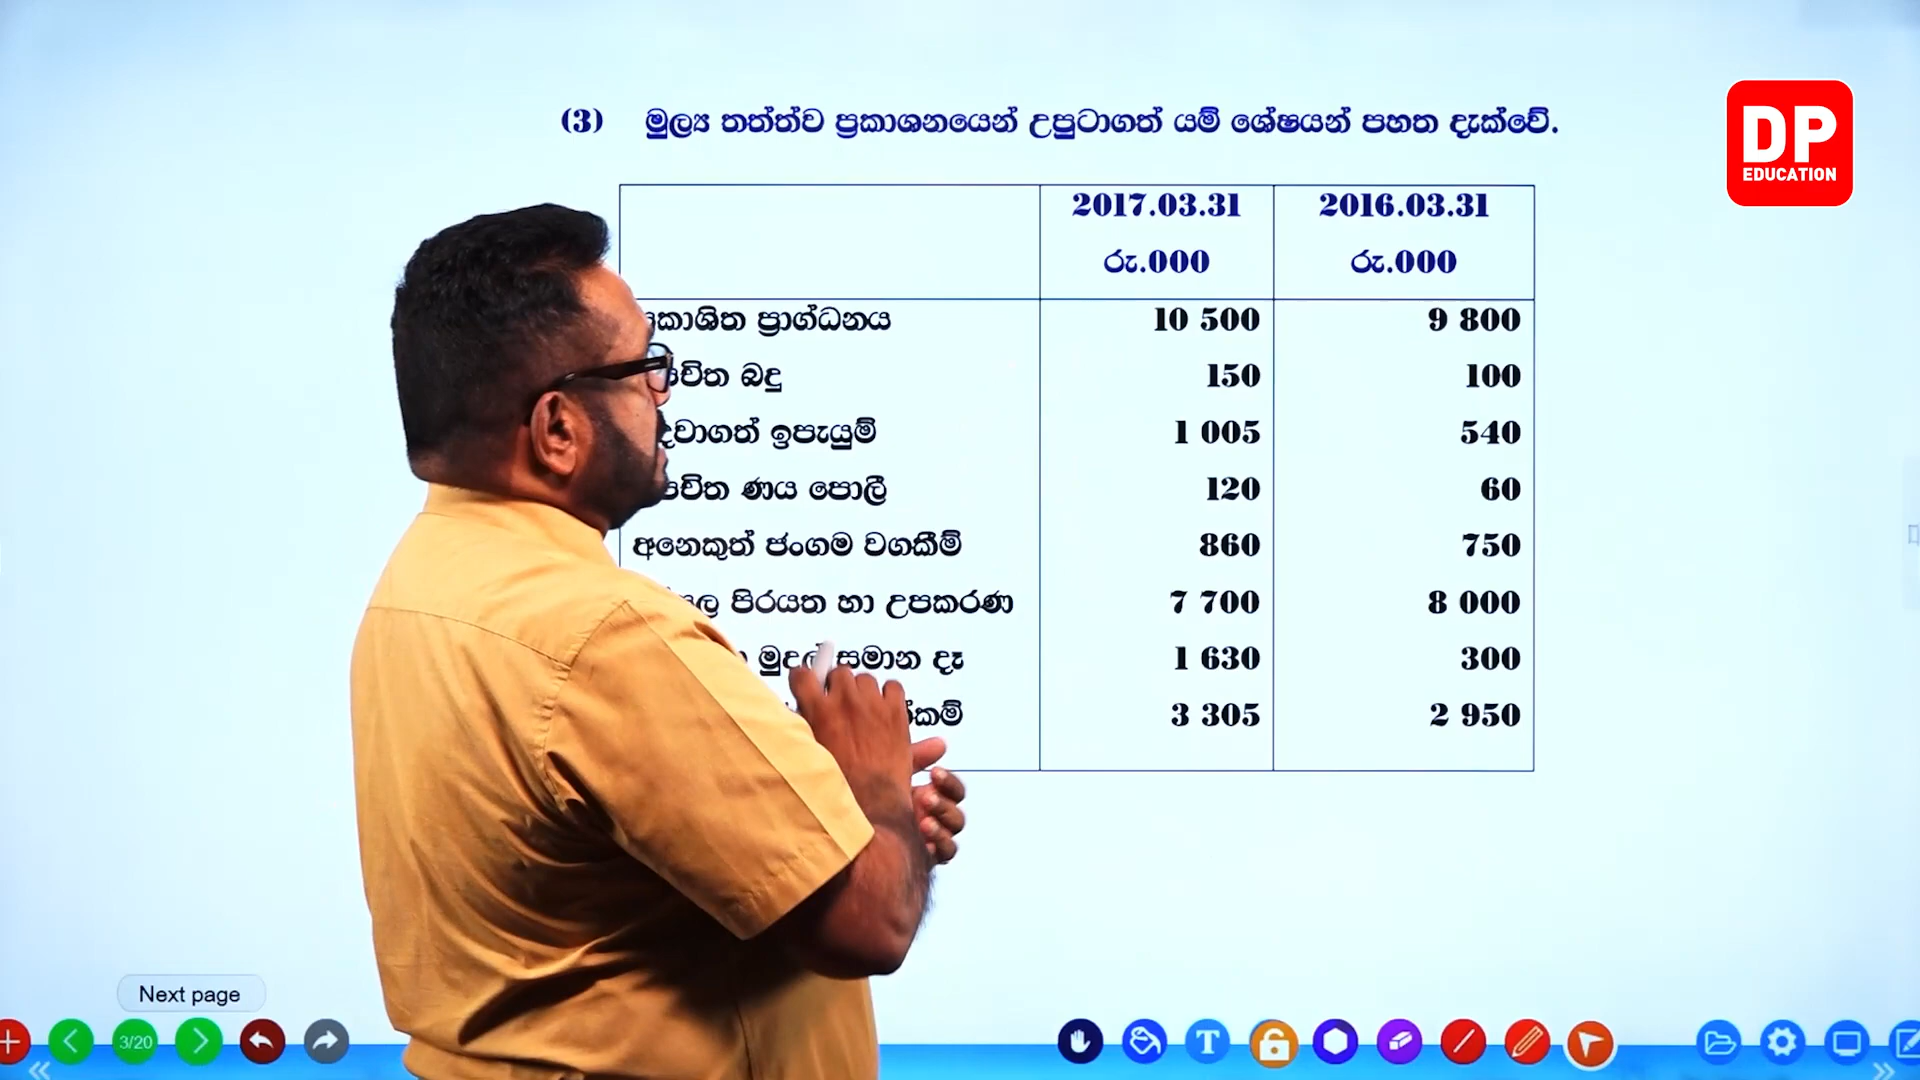 (3) මුල්‍ය තත්ත්ව ප්‍රකාශනයෙන් උපුටාගත් යම් ශේෂයන් පහත දැක්වේ.
DP
EDUCATION
2017.03.31 2016.03.31
රු.000 රු.000
ප්‍රාග්ධනය 10 500 9 800
බදු 150 100
ඉපැයුම් 1 005 540
ණය පොලී 120 60
අනෙකුත් ජංගම වගකීම් 860 750
පිරයත හා උපකරණ 7 700 8 000
මුදල් සමාන දෑ 1 630 300
3 305 2 950
Next page
3/20
T